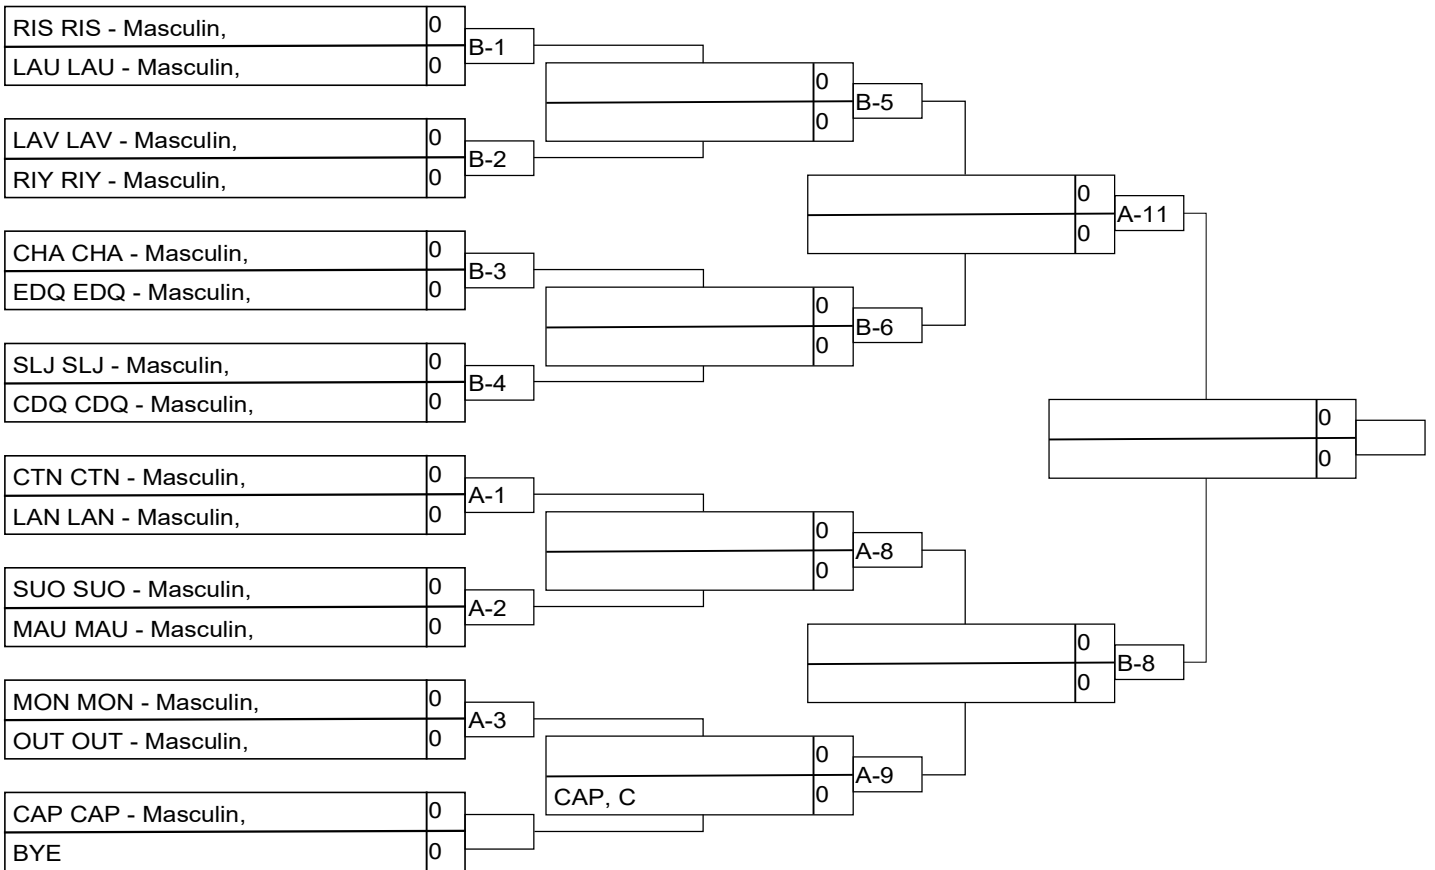 RIS RIS - Masculin, 0
B-1
LAU LAU - Masculin, 0
0
B-5
0
LAV LAV - Masculin, 0
B-2
RIY RIY - Masculin, 0
0
A-11
0
CHA CHA - Masculin, 0
B-3
EDQ EDQ - Masculin, 0
0
B-6
0
SLJ SLJ - Masculin, 0
B-4
CDQ CDQ - Masculin, 0
0
0
CTN CTN - Masculin, 0
A-1
LAN LAN - Masculin, 0
0
A-8
0
SUO SUO - Masculin, 0
A-2
MAU MAU - Masculin, 0
0
B-8
0
MON MON - Masculin, 0
A-3
OUT OUT - Masculin, 0
0
A-9
CAP, C 0
CAP CAP - Masculin, 0
BYE 0